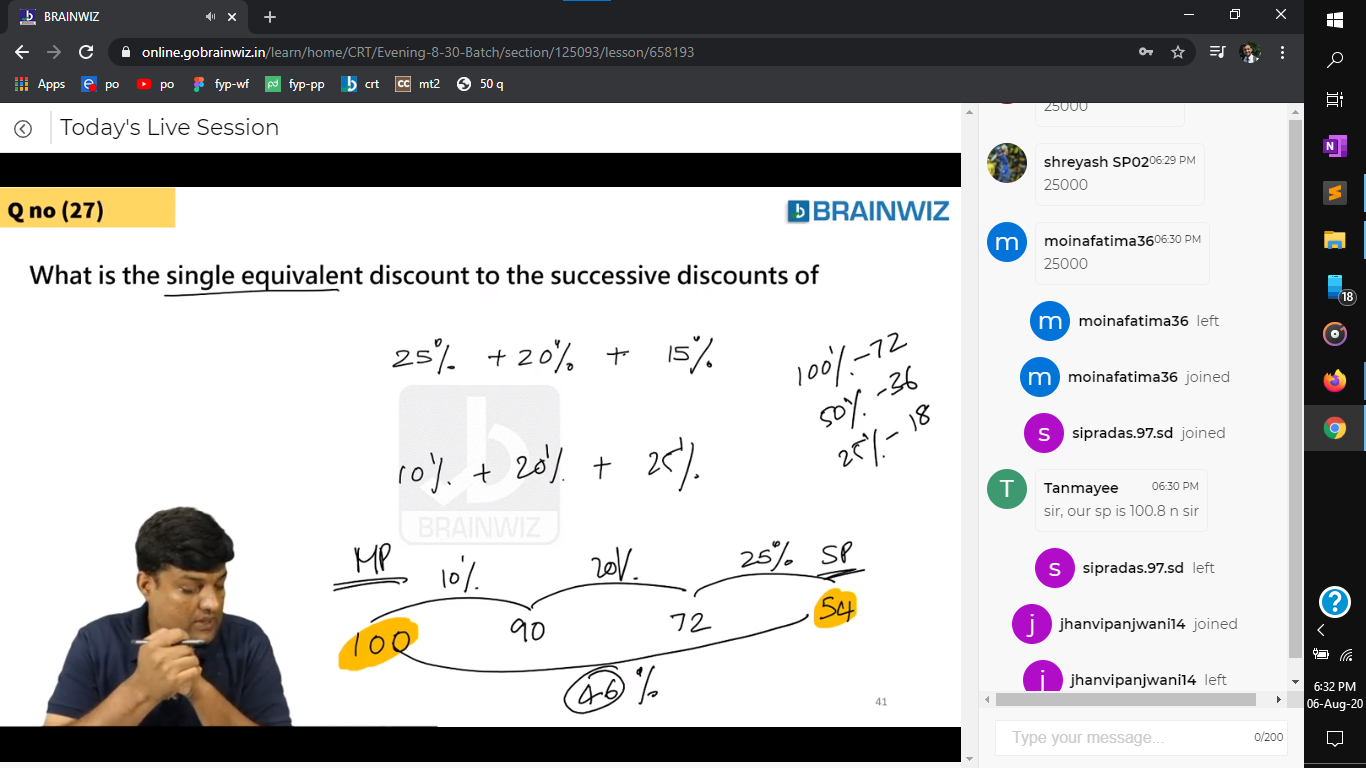 BRAINWIZ
online.gobrainwiz.in/learn/home/CRT/Evening-8-30-Batch/section/125093/lesson/658193
Apps po po fyp-wf fyp-pp crt CC mt2 50 q
Today's Live Session
Q no (27)
BRAINWIZ
What is the single equivalent discount to the successive discounts of
25% + 20% + 15%
100% - 72
50% - 36
25% - 18
10% + 20% + 25%
BRAINWIZ
MP 10% 20% 25% SP
100 90 72 54
46 %
41
25000
shreyash SP02 06:29 PM
25000
m
moinafatima36 06:30 PM
25000
m moinafatima36 left
m moinafatima36 joined
s sipradas.97.sd joined
T
Tanmayee 06:30 PM
sir, our sp is 100.8 n sir
s sipradas.97.sd left
j jhanvipanjwani14 joined
j jhanvipanjwani14 left
Type your message... 0/200
N
18
?
6:32 PM
06-Aug-20